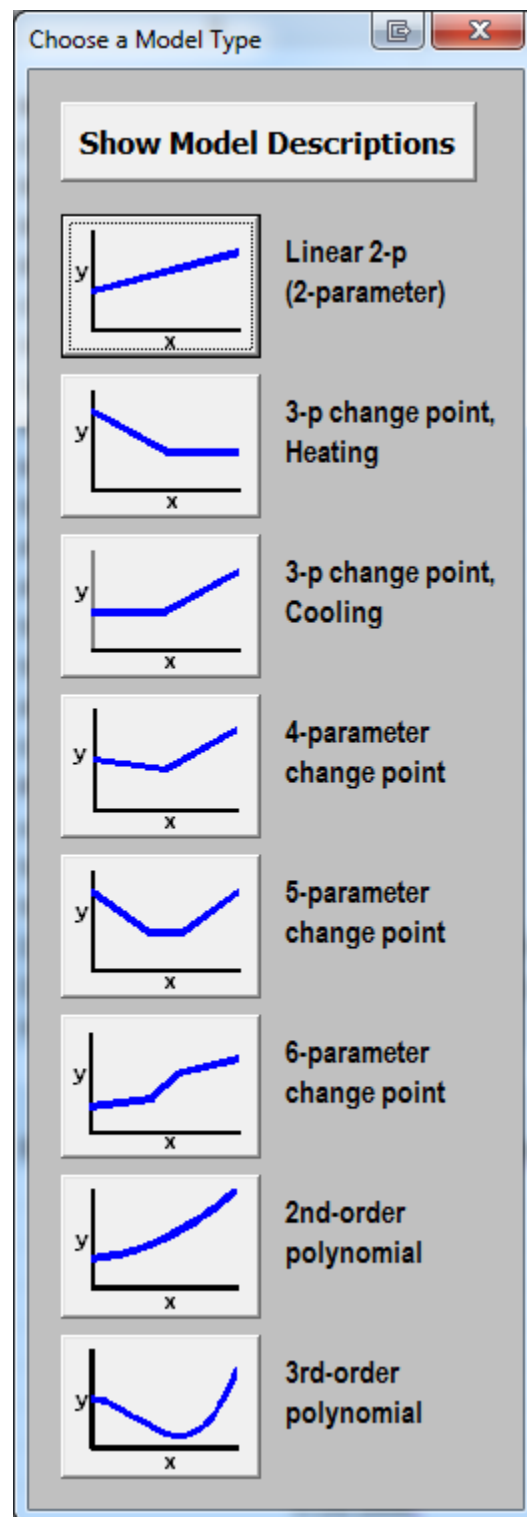 Choose a Model Type
Show Model Descriptions
y
x
Linear 2-p
(2-parameter)
y
x
3-p change point,
Heating
y
x
3-p change point,
Cooling
y
x
4-parameter
change point
y
x
5-parameter
change point
y
x
6-parameter
change point
y
x
2nd-order
polynomial
y
x
3rd-order
polynomial